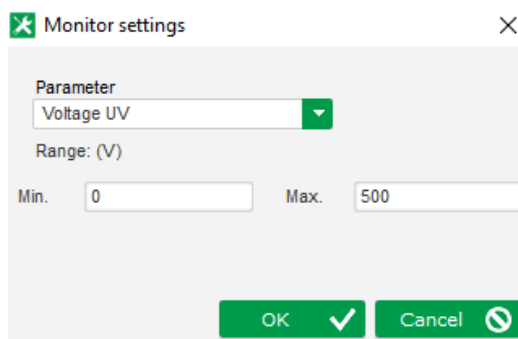 Monitor settings
Parameter
Voltage UV
Range: (V)
Min. 0 Max. 500
OK Cancel